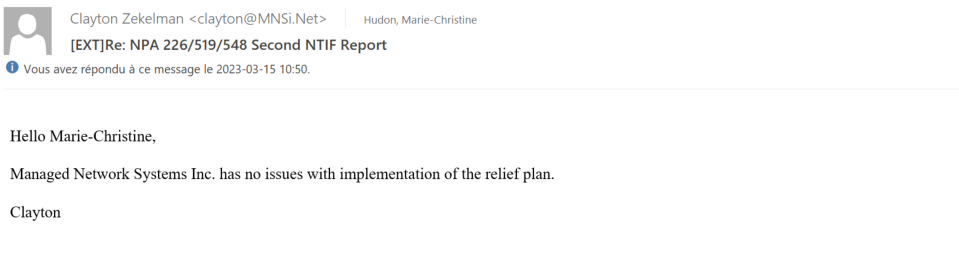 Clayton Zekelman <clayton@MNSi.Net> Hudon, Marie-Christine
[EXT]Re: NPA 226/519/548 Second NTIF Report
Vous avez répondu à ce message le 2023-03-15 10:50.
Hello Marie-Christine,
Managed Network Systems Inc. has no issues with implementation of the relief plan.
Clayton